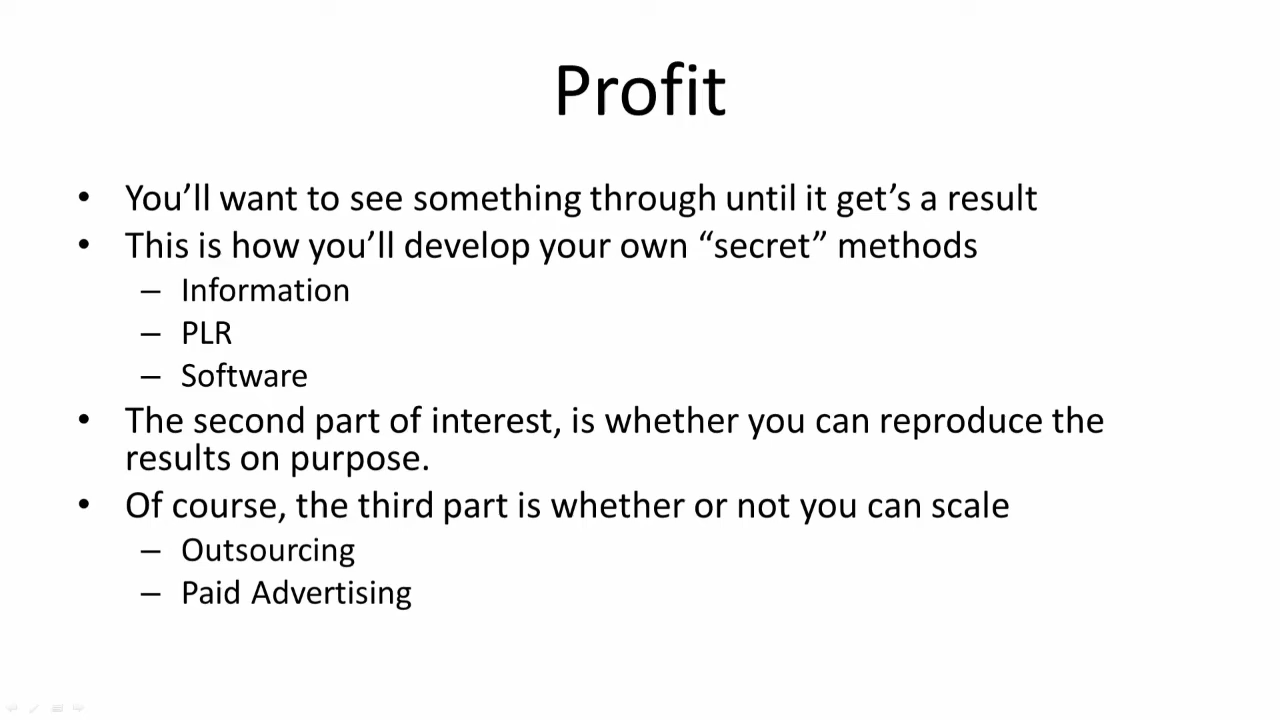 Profit
• You’ll want to see something through until it get’s a result
• This is how you’ll develop your own “secret” methods
– Information
– PLR
– Software
• The second part of interest, is whether you can reproduce the
results on purpose.
• Of course, the third part is whether or not you can scale
– Outsourcing
– Paid Advertising